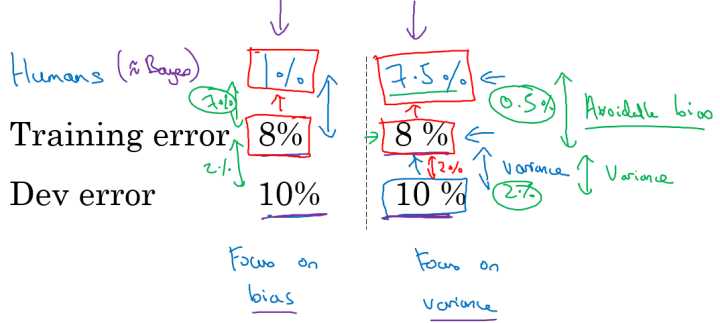 Humans (≈ Bayes) 1% 7.5%
7% 0.5% Avoidable bias
Training error 8% 8 %
2% 2% variance Variance
Dev error 10% 10 % 2%
Focus on Focus on
bias variance